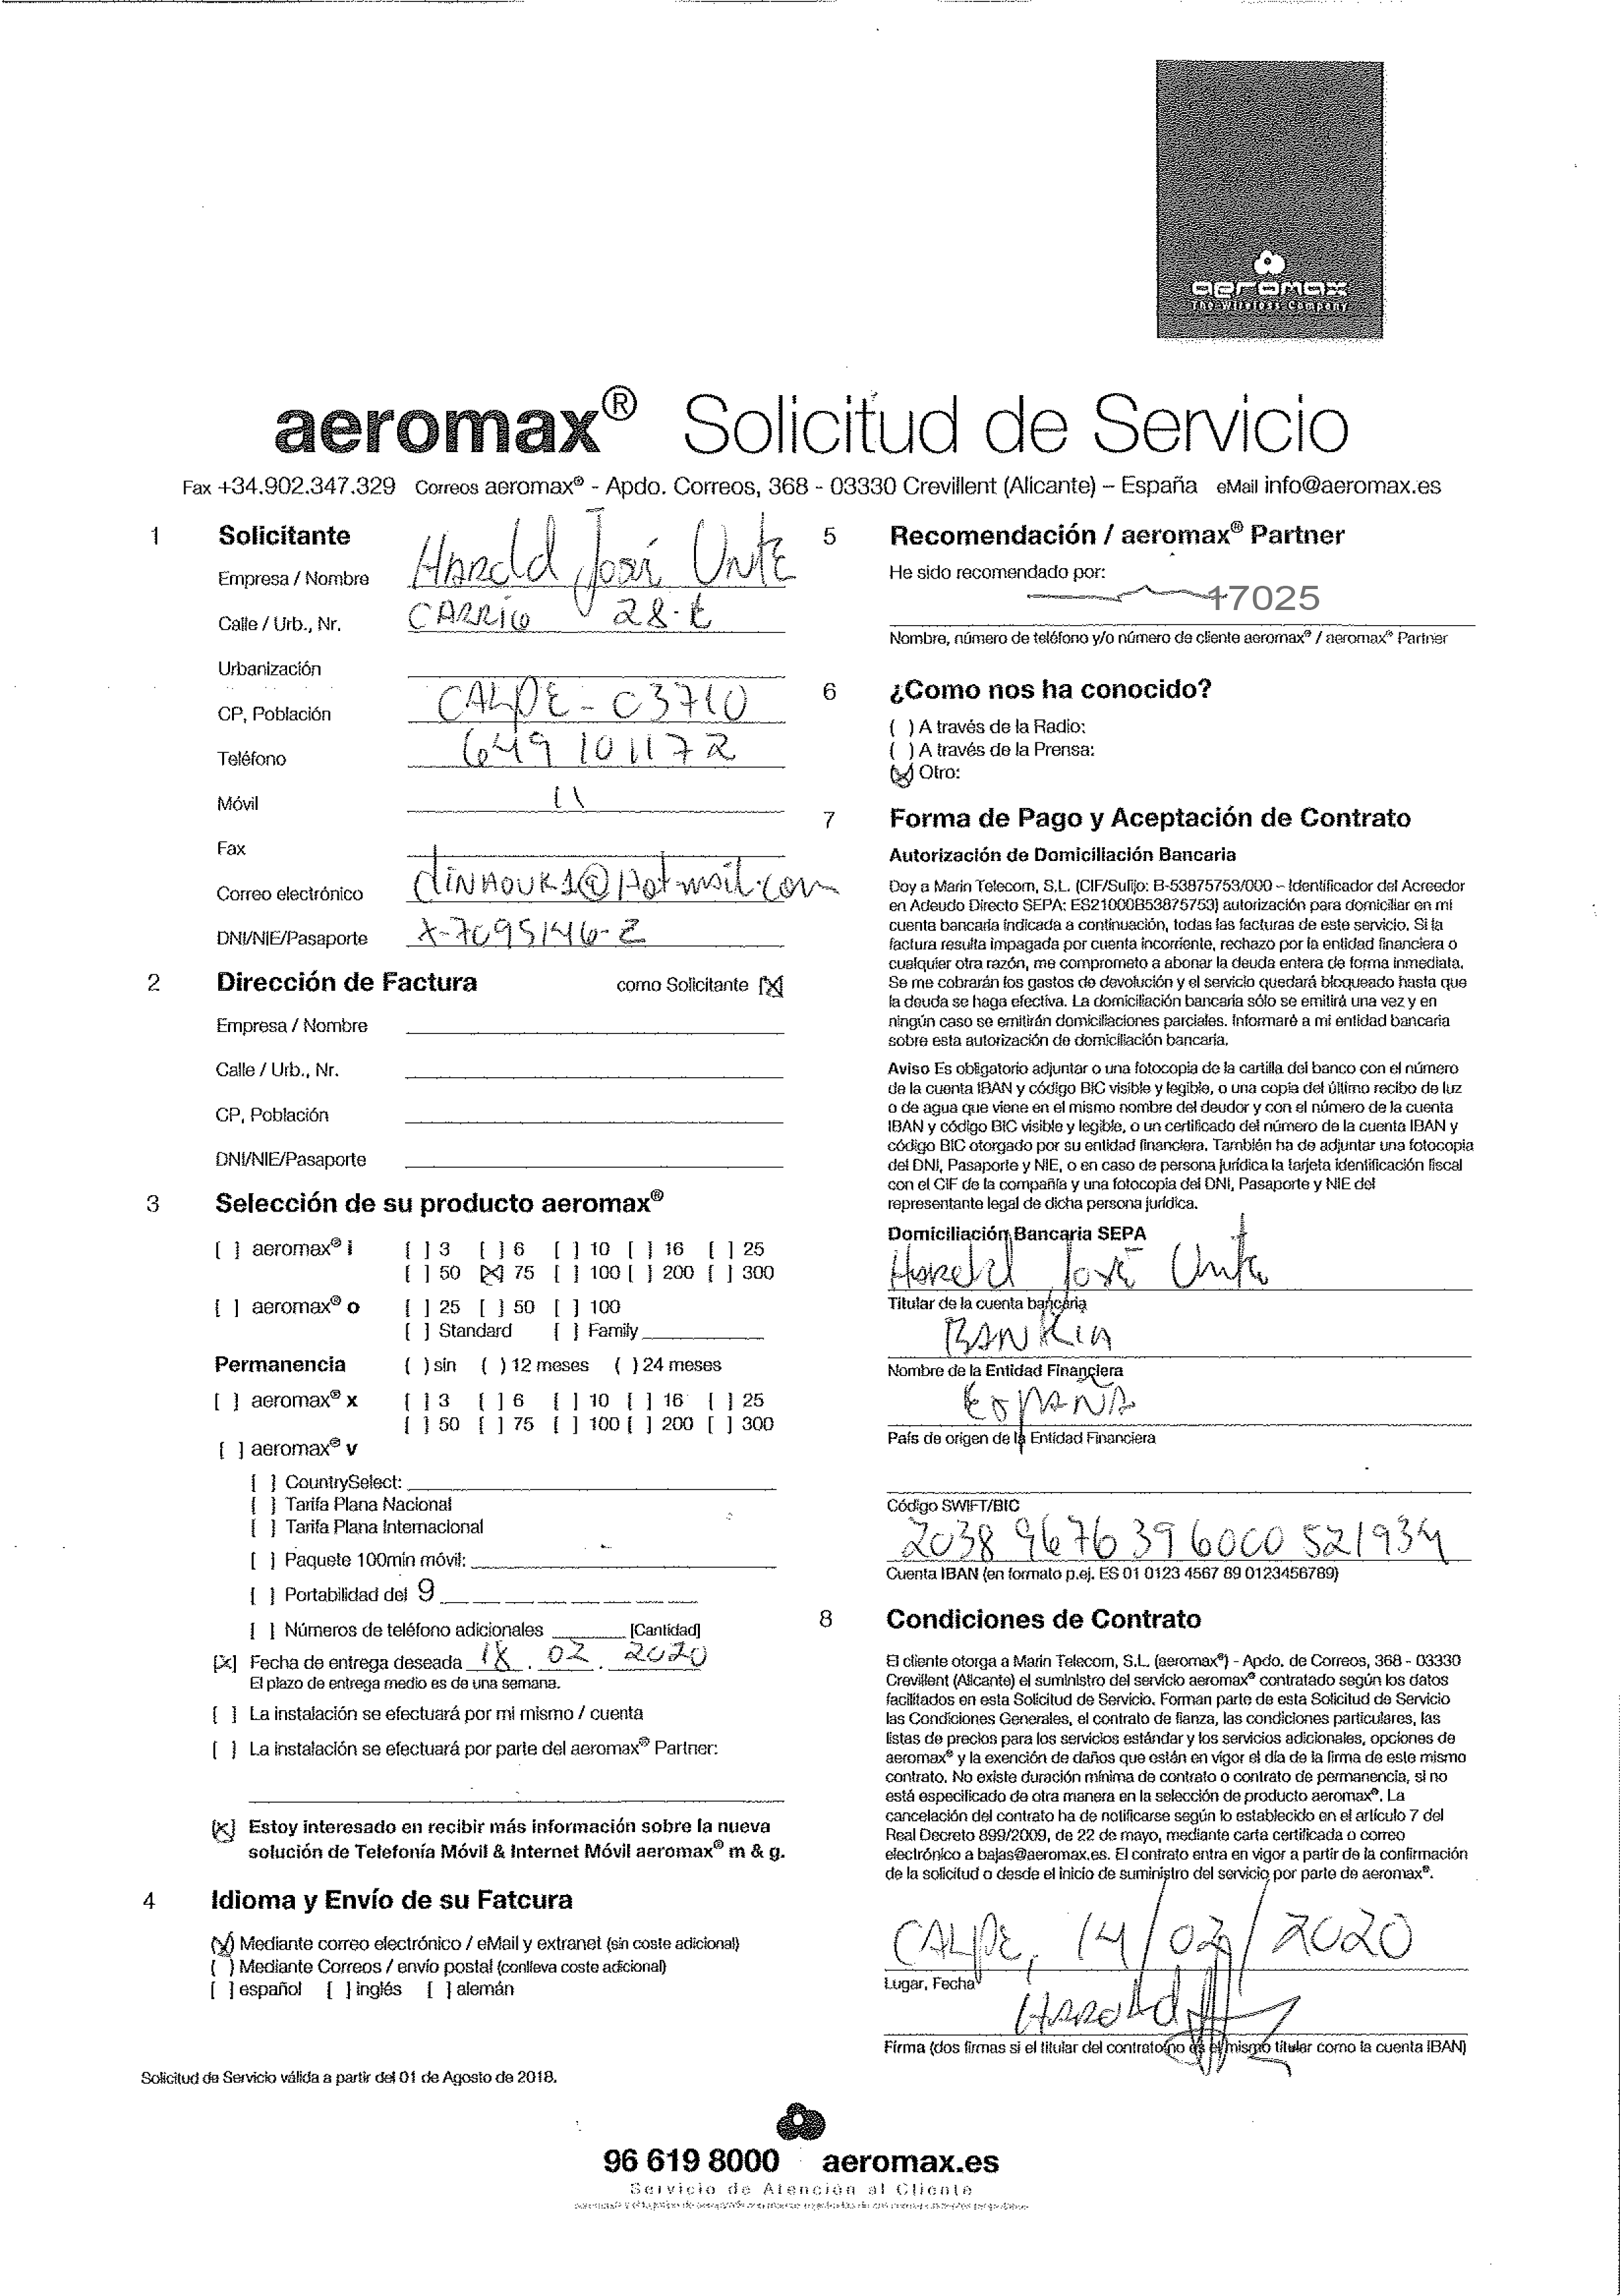 aeromax
The Wireless Company
aeromax® Solicitud de Servicio
Fax +34.902.347.329 Correos aeromax® - Apdo. Correos, 368 - 03330 Crevillent (Alicante) – España eMail info@aeromax.es
1 Solicitante
Empresa / Nombre Harold José Unte
Calle / Urb., Nr. CARRIO 28-E
Urbanización
CP, Población CALPE - 03710
Teléfono 649 101172
Móvil 11
Fax
Correo electrónico @hotmail.com
DNI/NIE/Pasaporte X-7095146-Z
2 Dirección de Factura como Solicitante [X]
Empresa / Nombre
Calle / Urb., Nr.
CP, Población
DNI/NIE/Pasaporte
3 Selección de su producto aeromax®
[ ] aeromax® i [ ] 3 [ ] 6 [ ] 10 [ ] 16 [ ] 25
[ ] 50 [X] 75 [ ] 100 [ ] 200 [ ] 300
[ ] aeromax® o [ ] 25 [ ] 50 [ ] 100
[ ] Standard [ ] Family
Permanencia ( ) sin ( ) 12 meses ( ) 24 meses
[ ] aeromax® x [ ] 3 [ ] 6 [ ] 10 [ ] 16 [ ] 25
[ ] 50 [ ] 75 [ ] 100 [ ] 200 [ ] 300
[ ] aeromax® v
[ ] CountrySelect:
[ ] Tarifa Plana Nacional
[ ] Tarifa Plana Internacional
[ ] Paquete 100min móvil:
[ ] Portabilidad del 9
[ ] Números de teléfono adicionales [Cantidad]
[X] Fecha de entrega deseada 18 . 02 . 2020
El plazo de entrega medio es de una semana.
[ ] La instalación se efectuará por mi mismo / cuenta
[ ] La instalación se efectuará por parte del aeromax® Partner:
[X] Estoy interesado en recibir más información sobre la nueva
solución de Telefonía Móvil & Internet Móvil aeromax® m & g.
4 Idioma y Envío de su Fatcura
(X) Mediante correo electrónico / eMail y extranet (sin coste adicional)
( ) Mediante Correos / envío postal (conlleva coste adicional)
[ ] español [ ] inglés [ ] alemán
Solicitud de Servicio válida a partir del 01 de Agosto de 2018.
5 Recomendación / aeromax® Partner
He sido recomendado por:
17025
Nombre, número de teléfono y/o número de cliente aeromax® / aeromax® Partner
6 ¿Como nos ha conocido?
( ) A través de la Radio:
( ) A través de la Prensa:
(X) Otro:
7 Forma de Pago y Aceptación de Contrato
Autorización de Domiciliación Bancaria
Doy a Marin Telecom, S.L. (CIF/Sufijo: B-53875753/000 – Identificador del Acreedor
en Adeudo Directo SEPA: ES21000B53875753) autorización para domiciliar en mi
cuenta bancaria indicada a continuación, todas las facturas de este servicio. Si la
factura resulta impagada por cuenta incorriente, rechazo por la entidad financiera o
cualquier otra razón, me comprometo a abonar la deuda entera de forma inmediata.
Se me cobrarán los gastos de devolución y el servicio quedará bloqueado hasta que
la deuda se haga efectiva. La domiciliación bancaria sólo se emitirá una vez y en
ningún caso se emitirán domiciliaciones parciales. Informaré a mi entidad bancaria
sobre esta autorización de domiciliación bancaria.
Aviso Es obligatorio adjuntar o una fotocopia de la cartilla del banco con el número
de la cuenta IBAN y código BIC visible y legible, o una copia del último recibo de luz
o de agua que viene en el mismo nombre del deudor y con el número de la cuenta
IBAN y código BIC visible y legible, o un certificado del número de la cuenta IBAN y
código BIC otorgado por su entidad financiera. También ha de adjuntar una fotocopia
del DNI, Pasaporte y NIE, o en caso de persona jurídica la tarjeta identificación fiscal
con el CIF de la compañía y una fotocopia del DNI, Pasaporte y NIE del
representante legal de dicha persona jurídica.
Domiciliación Bancaria SEPA
Harold José Unte
Titular de la cuenta bancaria
BANKIA
Nombre de la Entidad Financiera
ESPAÑA
País de origen de la Entidad Financiera
Código SWIFT/BIC
2038 9676 39 6000 521934
Cuenta IBAN (en formato p.ej. ES 01 0123 4567 89 0123456789)
8 Condiciones de Contrato
El cliente otorga a Marin Telecom, S.L. (aeromax®) - Apdo. de Correos, 368 - 03330
Crevillent (Alicante) el suministro del servicio aeromax® contratado según los datos
facilitados en esta Solicitud de Servicio. Forman parte de esta Solicitud de Servicio
las Condiciones Generales, el contrato de fianza, las condiciones particulares, las
listas de precios para los servicios estándar y los servicios adicionales, opciones de
aeromax® y la exención de daños que están en vigor el día de la firma de este mismo
contrato. No existe duración mínima de contrato o contrato de permanencia, si no
está especificado de otra manera en la selección de producto aeromax®. La
cancelación del contrato ha de notificarse según lo establecido en el artículo 7 del
Real Decreto 899/2009, de 22 de mayo, mediante carta certificada o correo
electrónico a bajas@aeromax.es. El contrato entra en vigor a partir de la confirmación
de la solicitud o desde el inicio de suministro del servicio por parte de aeromax®.
CALPE, 14/02/2020
Lugar, Fecha
Harold
Firma (dos firmas si el titular del contrato no es el mismo titular como la cuenta IBAN)
96 619 8000 aeromax.es
Servicio de Atención al Cliente